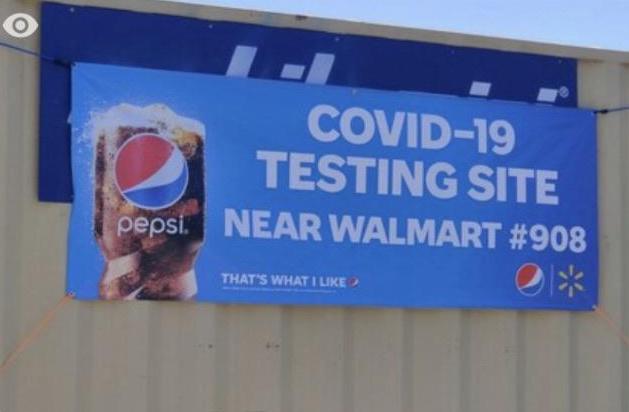 COVID-19
TESTING SITE
NEAR WALMART #908
pepsi
THAT'S WHAT I LIKE